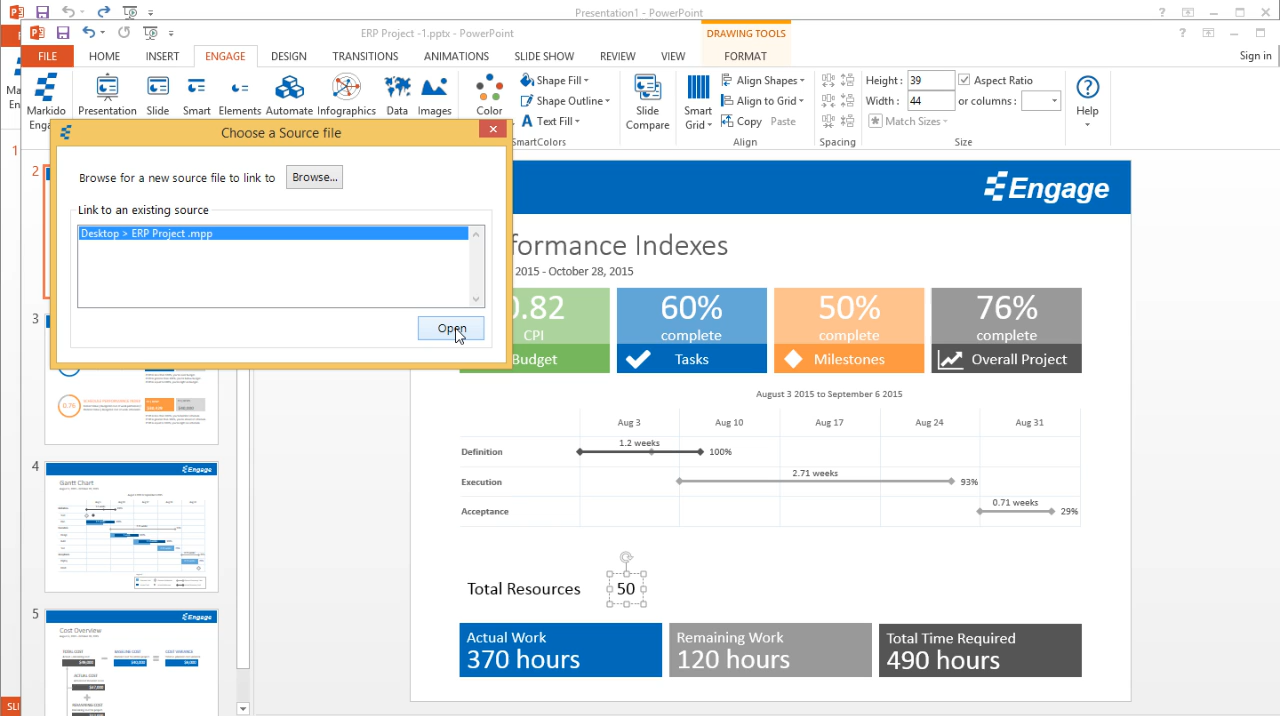 Presentation1 - PowerPoint
ERP Project -1.pptx - PowerPoint
DRAWING TOOLS
Sign in
FILE HOME INSERT ENGAGE DESIGN TRANSITIONS ANIMATIONS SLIDE SHOW REVIEW VIEW FORMAT
Markido
Presentation
Slide
Smart
Elements
Automate
Infographics
Data
Images
Color
Shape Fill
Shape Outline
Text Fill
SmartColors
Slide
Compare
Smart
Grid
Align Shapes
Align to Grid
Copy Paste
Align
Spacing
Height: 39
Aspect Ratio
Width: 44 or columns:
Match Sizes
Size
Help
Choose a Source file
Browse for a new source file to link to
Browse...
Link to an existing source
Desktop > ERP Project .mpp
Open
1
2
3
0.76
4
Engage
Gantt Chart
5
Engage
Cost Overview
Engage
formance Indexes
2015 - October 28, 2015
0.82
CPI
Budget
60%
complete
Tasks
50%
complete
Milestones
76%
complete
Overall Project
August 3 2015 to September 6 2015
Aug 3 Aug 10 Aug 17 Aug 24 Aug 31
Definition 1.2 weeks 100%
Execution 2.71 weeks 93%
Acceptance 0.71 weeks 29%
Total Resources 50
Actual Work
370 hours
Remaining Work
120 hours
Total Time Required
490 hours